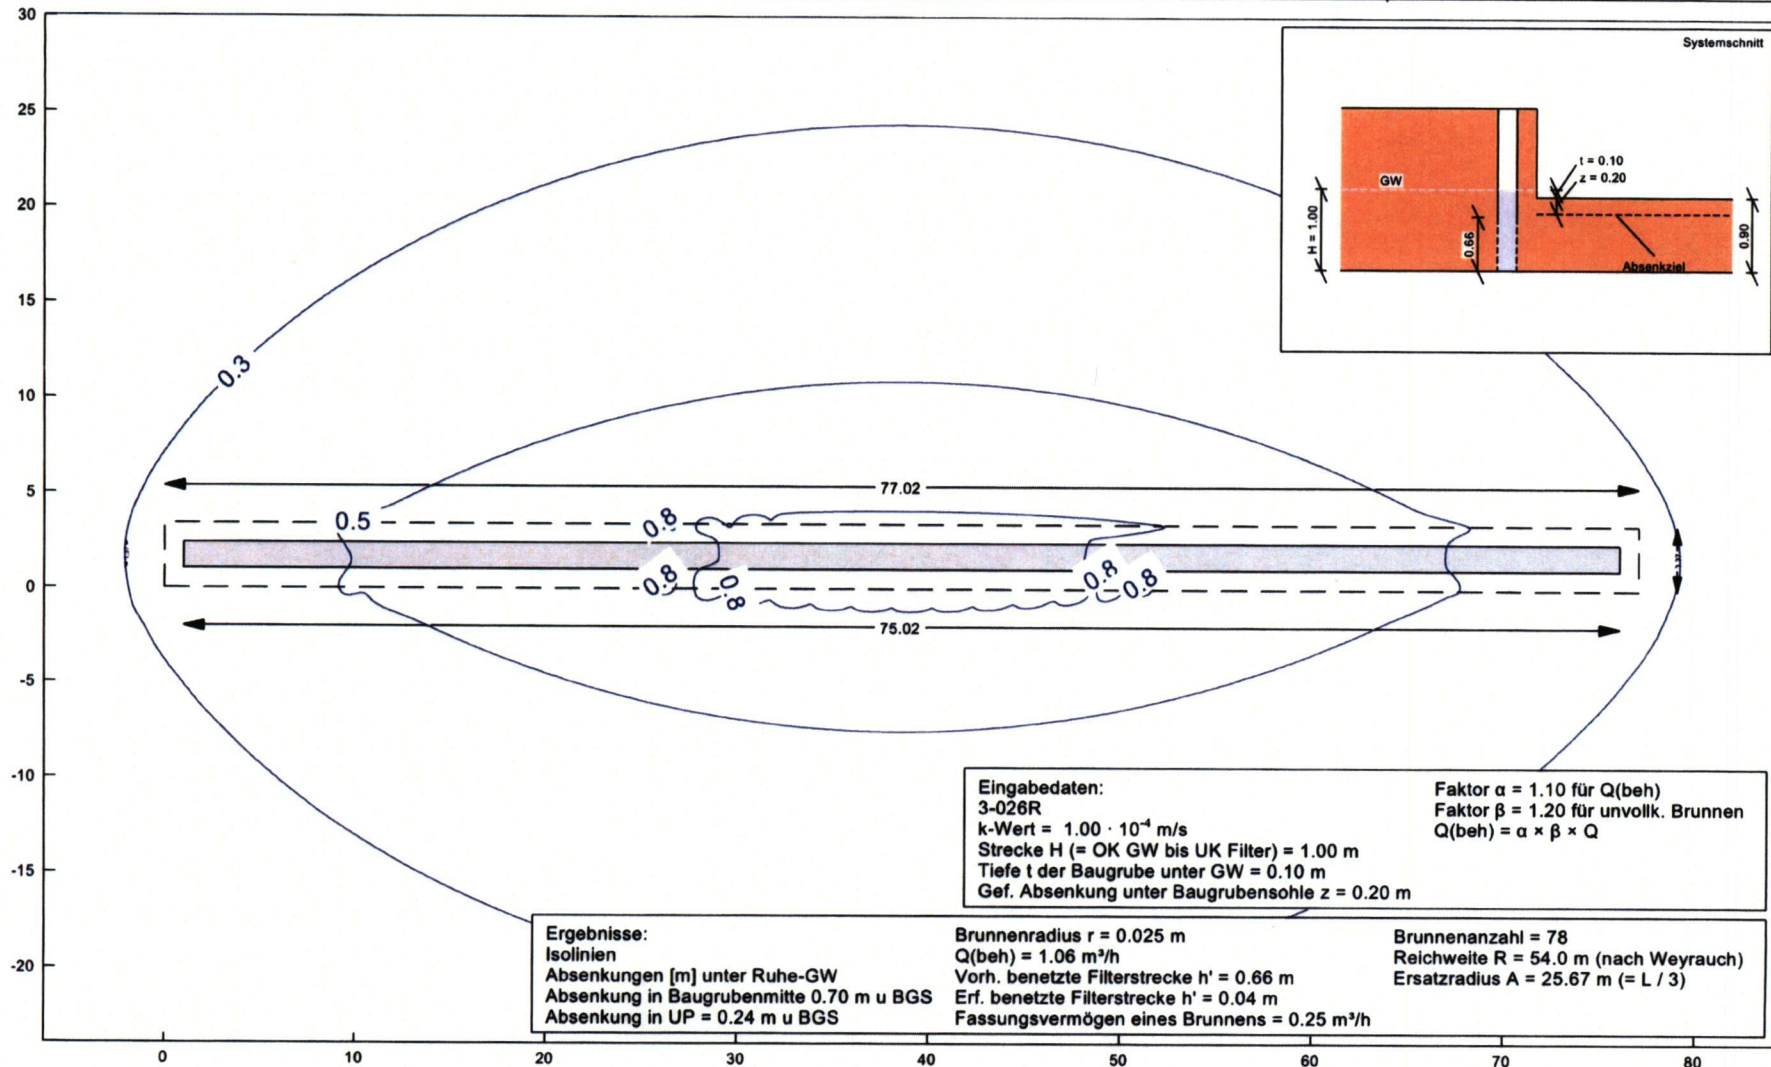 Systemschnitt
GW
t = 0.10
z = 0.20
H = 1.00
0.66
0.90
Absenkziel
0.3
77.02
0.5
0.8
0.8
0.8
0.8
0.8
75.02
Eingabedaten:
3-026R
k-Wert = 1.00 · 10⁻⁴ m/s
Strecke H (= OK GW bis UK Filter) = 1.00 m
Tiefe t der Baugrube unter GW = 0.10 m
Gef. Absenkung unter Baugrubensohle z = 0.20 m
Faktor α = 1.10 für Q(beh)
Faktor β = 1.20 für unvollk. Brunnen
Q(beh) = α × β × Q
Ergebnisse:
Isolinien
Absenkungen [m] unter Ruhe-GW
Absenkung in Baugrubenmitte 0.70 m u BGS
Absenkung in UP = 0.24 m u BGS
Brunnenradius r = 0.025 m
Q(beh) = 1.06 m³/h
Vorh. benetzte Filterstrecke h' = 0.66 m
Erf. benetzte Filterstrecke h' = 0.04 m
Fassungsvermögen eines Brunnens = 0.25 m³/h
Brunnenanzahl = 78
Reichweite R = 54.0 m (nach Weyrauch)
Ersatzradius A = 25.67 m (= L / 3)
30
25
20
15
10
5
0
-5
-10
-15
-20
0
10
20
30
40
50
60
70
80